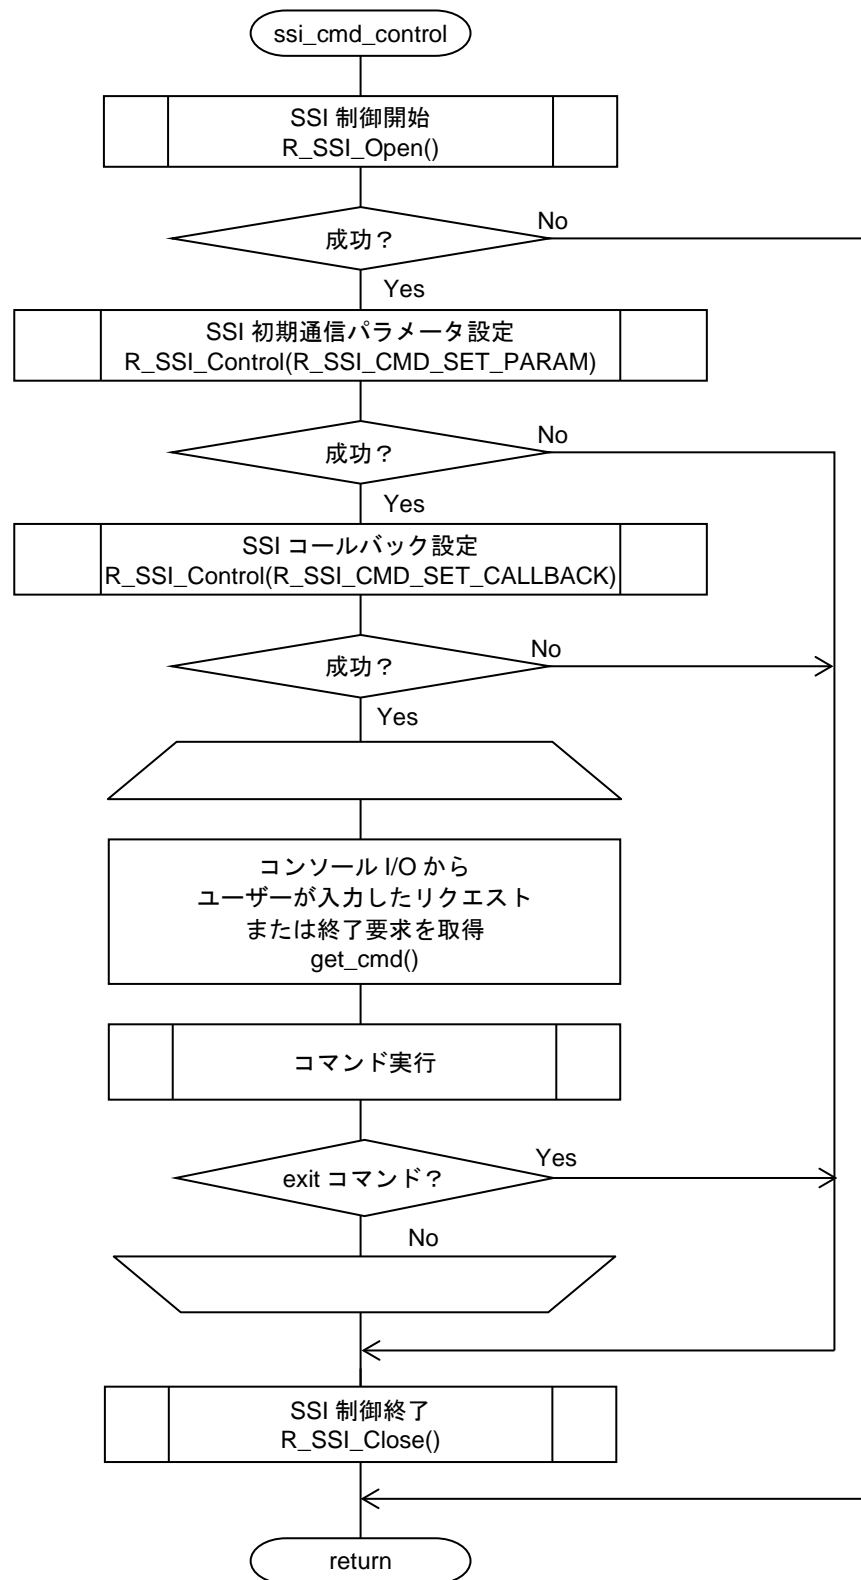 ssi_cmd_control
SSI 制御開始
R_SSI_Open()
成功？
No
Yes
SSI 初期通信パラメータ設定
R_SSI_Control(R_SSI_CMD_SET_PARAM)
成功？
No
Yes
SSI コールバック設定
R_SSI_Control(R_SSI_CMD_SET_CALLBACK)
成功？
No
Yes
コンソール I/O から
ユーザーが入力したリクエスト
または終了要求を取得
get_cmd()
コマンド実行
exit コマンド？
Yes
No
SSI 制御終了
R_SSI_Close()
return